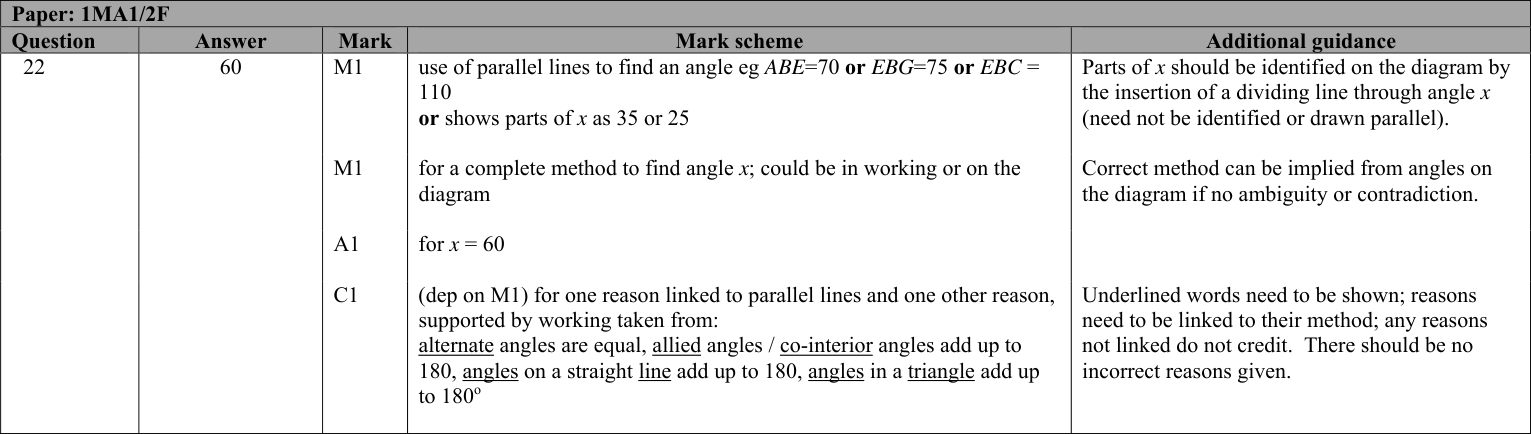 Paper: 1MA1/2F
Question Answer Mark Mark scheme Additional guidance
22 60 M1 use of parallel lines to find an angle eg ABE=70 or EBG=75 or EBC = Parts of x should be identified on the diagram by
110 the insertion of a dividing line through angle x
or shows parts of x as 35 or 25 (need not be identified or drawn parallel).
M1 for a complete method to find angle x; could be in working or on the Correct method can be implied from angles on
diagram the diagram if no ambiguity or contradiction.
A1 for x = 60
C1 (dep on M1) for one reason linked to parallel lines and one other reason, Underlined words need to be shown; reasons
supported by working taken from: need to be linked to their method; any reasons
alternate angles are equal, allied angles / co-interior angles add up to not linked do not credit.  There should be no
180, angles on a straight line add up to 180, angles in a triangle add up incorrect reasons given.
to 180º